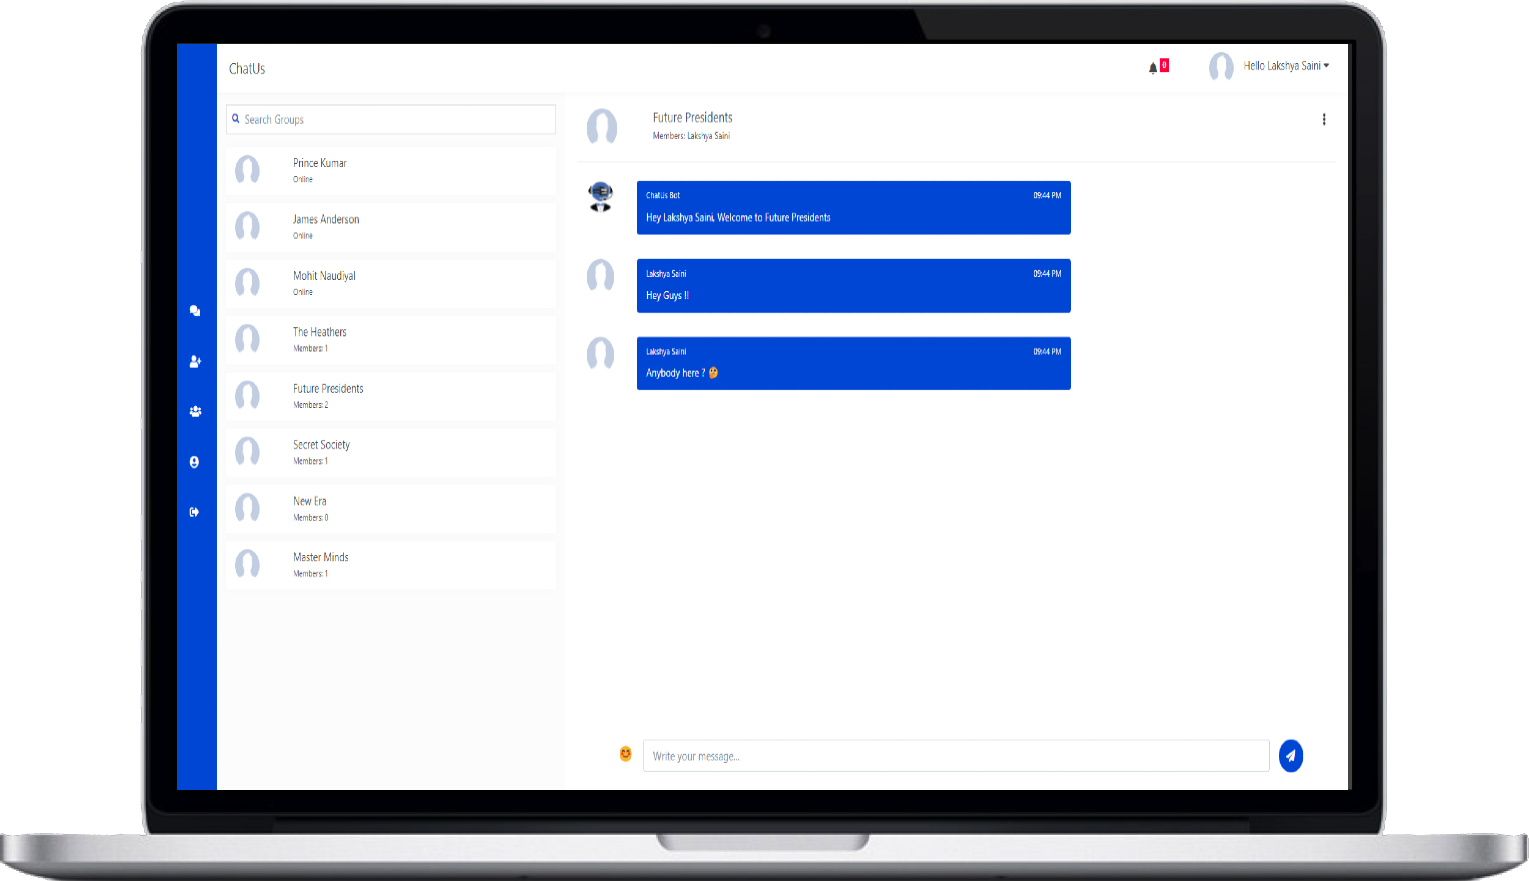 ChatUs
0
Hello Lakshya Saini
Search Groups
Prince Kumar
Online
James Anderson
Online
Mohit Naudiyal
Online
The Heathers
Members: 1
Future Presidents
Members: 2
Secret Society
Members: 1
New Era
Members: 0
Master Minds
Members: 1
Future Presidents
Members: Lakshya Saini
ChatUs Bot 09:44 PM
Hey Lakshya Saini, Welcome to Future Presidents
Lakshya Saini 09:44 PM
Hey Guys !!
Lakshya Saini 09:44 PM
Anybody here ? 🤔
Write your message...